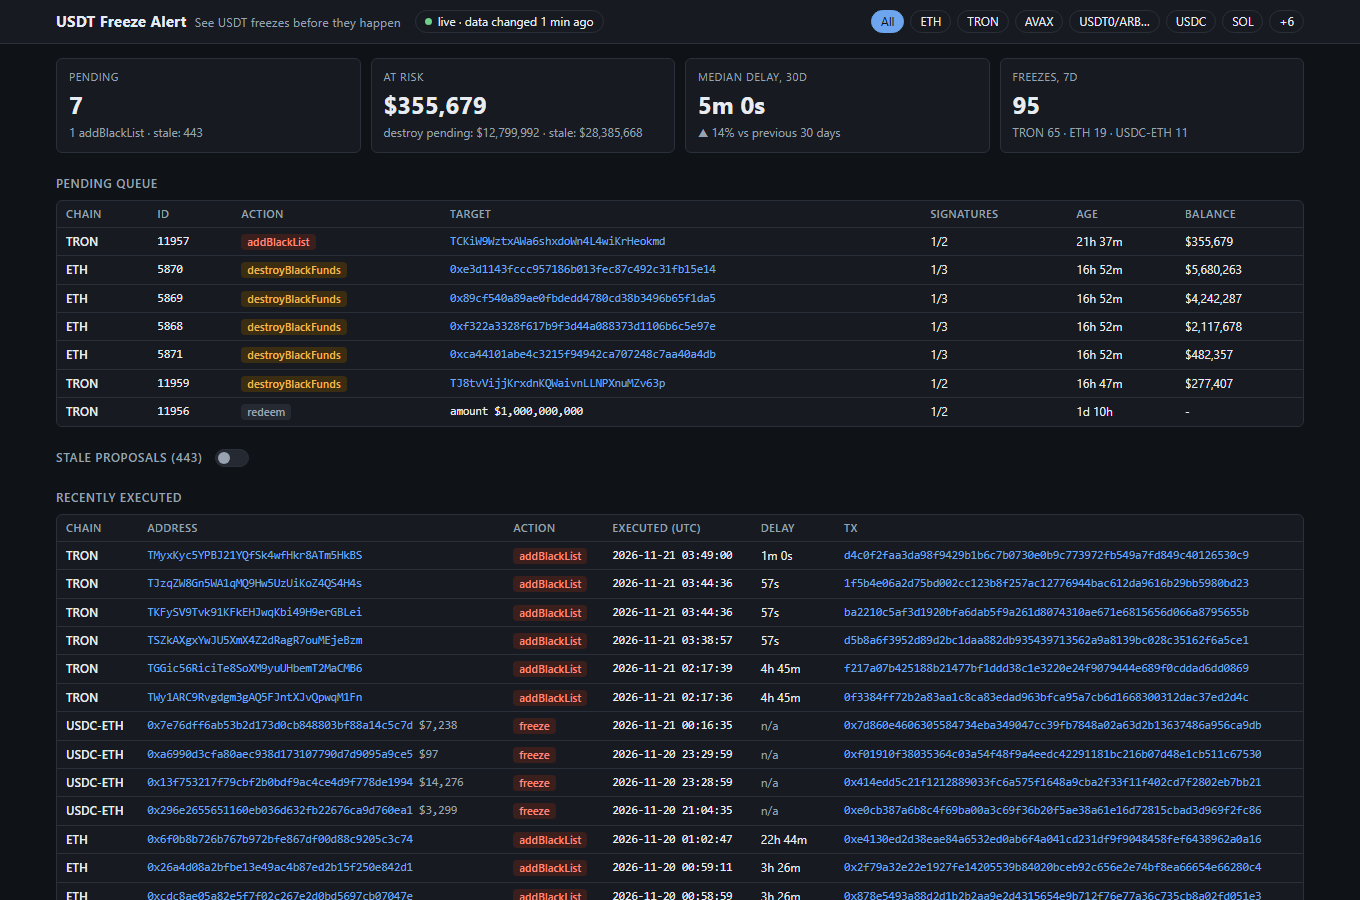 USDT Freeze Alert See USDT freezes before they happen live · data changed 1 min ago All ETH TRON AVAX USDT0/ARB... USDC SOL +6
PENDING AT RISK MEDIAN DELAY, 30D FREEZES, 7D
7 $355,679 5m 0s 95
1 addBlackList · stale: 443 destroy pending: $12,799,992 · stale: $28,385,668 ▲ 14% vs previous 30 days TRON 65 · ETH 19 · USDC-ETH 11
PENDING QUEUE
CHAIN ID ACTION TARGET SIGNATURES AGE BALANCE
TRON 11957 addBlackList TCKiW9WztxAWa6shxdoWn4L4wiKrHeokmd 1/2 21h 37m $355,679
ETH 5870 destroyBlackFunds 0xe3d1143fccc957186b013fec87c492c31fb15e14 1/3 16h 52m $5,680,263
ETH 5869 destroyBlackFunds 0x89cf540a89ae0fbdedd4780cd38b3496b65f1da5 1/3 16h 52m $4,242,287
ETH 5868 destroyBlackFunds 0xf322a3328f617b9f3d44a088373d1106b6c5e97e 1/3 16h 52m $2,117,678
ETH 5871 destroyBlackFunds 0xca44101abe4c3215f94942ca707248c7aa40a4db 1/3 16h 52m $482,357
TRON 11959 destroyBlackFunds TJ8tvVijjKrxdnKQWaivnLLNPXnuMZv63p 1/2 16h 47m $277,407
TRON 11956 redeem amount $1,000,000,000 1/2 1d 10h -
STALE PROPOSALS (443)
RECENTLY EXECUTED
CHAIN ADDRESS ACTION EXECUTED (UTC) DELAY TX
TRON TMyxKyc5YPBJ21YQfSk4wfHkr8ATm5HkBS addBlackList 2026-11-21 03:49:00 1m 0s d4c0f2faa3da98f9429b1b6c7b0730e0b9c773972fb549a7fd849c40126530c9
TRON TJzqZW8Gn5WA1qMQ9Hw5UzUiKoZ4QS4H4s addBlackList 2026-11-21 03:44:36 57s 1f5b4e06a2d75bd002cc123b8f257ac12776944bac612da9616b29bb5980bd23
TRON TKFySV9Tvk91KFkEHJwqKbi49H9erGBLei addBlackList 2026-11-21 03:44:36 57s ba2210c5af3d1920bfa6dab5f9a261d8074310ae671e6815656d066a8795655b
TRON TSZkAXgxYwJU5XmX4Z2dRagR7ouMEjeBzm addBlackList 2026-11-21 03:38:57 57s d5b8a6f3952d89d2bc1daa882db935439713562a9a8139bc028c35162f6a5ce1
TRON TGGic56RiciTe8SoXM9yuUHbemT2MaCMB6 addBlackList 2026-11-21 02:17:39 4h 45m f217a07b425188b21477bf1ddd38c1e3220e24f9079444e689f0cddad6dd0869
TRON TWy1ARC9Rvgdgm3gAQ5FJntXJvQpwqM1Fn addBlackList 2026-11-21 02:17:36 4h 45m 0f3384ff72b2a83aa1c8ca83edad963bfca95a7cb6d1668300312dac37ed2d4c
USDC-ETH 0x7e76dff6ab53b2d173d0cb848803bf88a14c5c7d $7,238 freeze 2026-11-21 00:16:35 n/a 0x7d860e4606305584734eba349047cc39fb7848a02a63d2b13637486a956ca9db
USDC-ETH 0xa6990d3cfa80aec938d173107790d7d9095a9ce5 $97 freeze 2026-11-20 23:29:59 n/a 0xf01910f38035364c03a54f48f9a4eedc42291181bc216b07d48e1cb511c67530
USDC-ETH 0x13f753217f79cbf2b0bdf9ac4ce4d9f778de1994 $14,276 freeze 2026-11-20 23:28:59 n/a 0x414edd5c21f1212889033fc6a575f1648a9cba2f33f11f402cd7f2802eb7bb21
USDC-ETH 0x296e2655651160eb036d632fb22676ca9d760ea1 $3,299 freeze 2026-11-20 21:04:35 n/a 0xe0cb387a6b8c4f69ba00a3c69f36b20f5ae38a61e16d72815cbad3d969f2fc86
ETH 0x6f0b8b726b767b972bfe867df00d88c9205c3c74 addBlackList 2026-11-20 01:02:47 22h 44m 0xe4130ed2d38eae84a6532ed0ab6f4a041cd231df9f9048458fef6438962a0a16
ETH 0x26a4d08a2bfbe13e49ac4b87ed2b15f250e842d1 addBlackList 2026-11-20 00:59:11 3h 26m 0x2f79a32e22e1927fe14205539b84020bceb92c656e2e74bf8ea66654e66280c4
ETH 0xcdc8ae05a82e5f7f02c267e2d0bd5697cb07047e addBlackList 2026-11-20 00:58:59 3h 26m 0x878e5493a88d2d1b2b2aa9e2d4315654e9b712f76e77a36c735cb8a02fd051e3